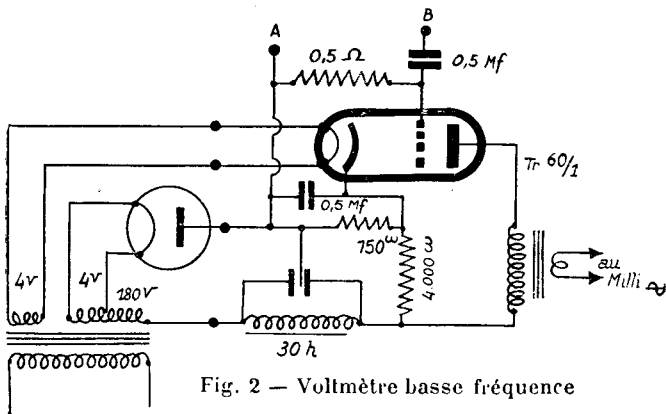 A
B
0,5 Ω
0,5 Mf
Tr 60/1
0,5 Mf
150 ω
4.000 ω
4v
4v
180v
au
Milli
30 h
Fig. 2 — Voltmètre basse fréquence